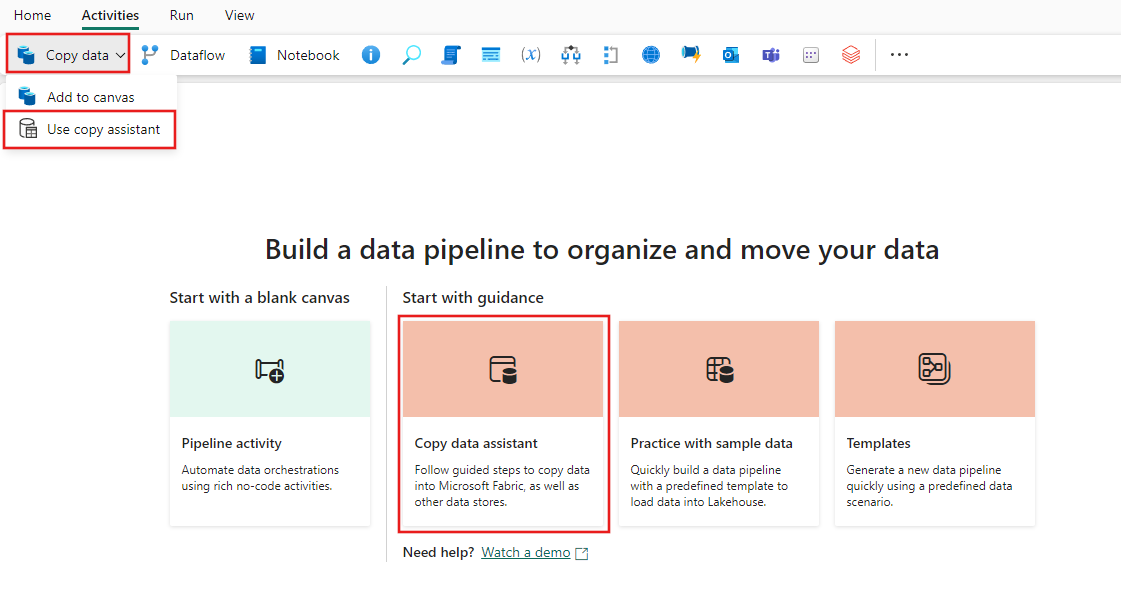 Home Activities Run View
Copy data Dataflow Notebook (x) ...
Add to canvas
Use copy assistant
Build a data pipeline to organize and move your data
Start with a blank canvas
Pipeline activity
Automate data orchestrations
using rich no-code activities.
Start with guidance
Copy data assistant
Follow guided steps to copy data
into Microsoft Fabric, as well as
other data stores.
Practice with sample data
Quickly build a data pipeline
with a predefined template to
load data into Lakehouse.
Templates
Generate a new data pipeline
quickly using a predefined data
scenario.
Need help? Watch a demo